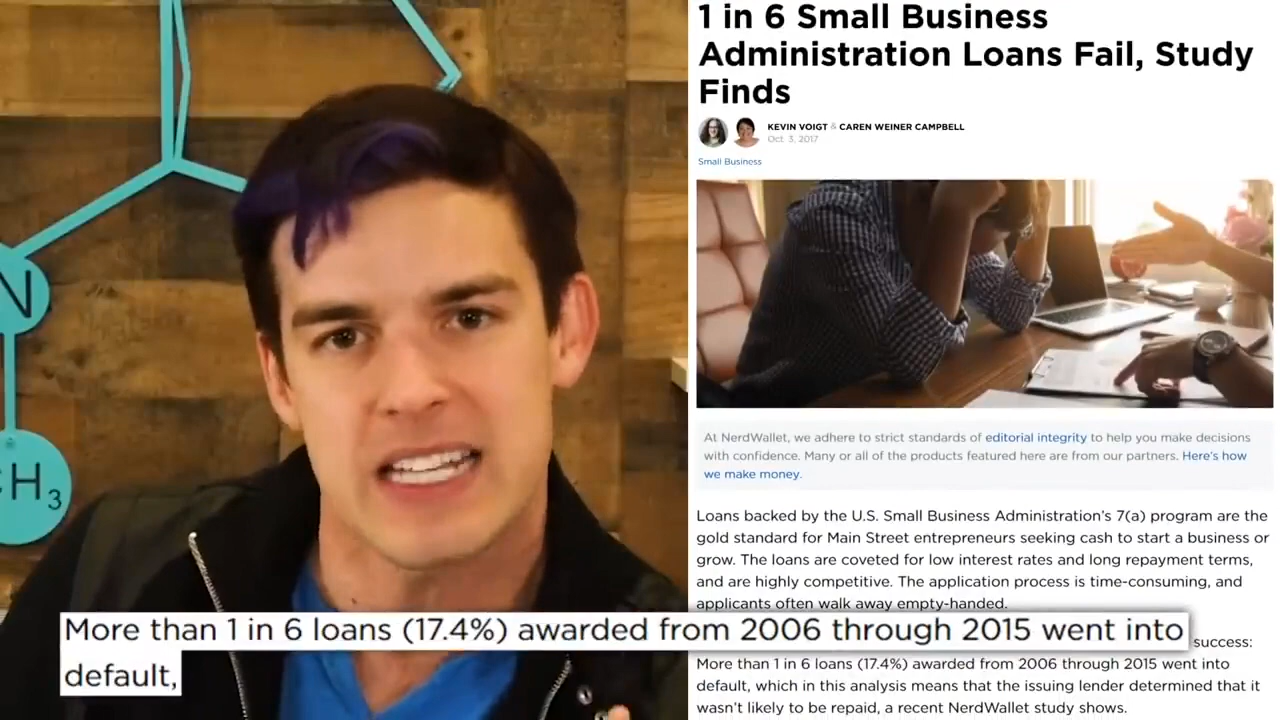 1 in 6 Small Business
Administration Loans Fail, Study
Finds
KEVIN VOIGT & CAREN WEINER CAMPBELL
Oct. 3, 2017
Small Business
At NerdWallet, we adhere to strict standards of editorial integrity to help you make decisions
with confidence. Many or all of the products featured here are from our partners. Here's how
we make money.
Loans backed by the U.S. Small Business Administration's 7(a) program are the
gold standard for Main Street entrepreneurs seeking cash to start a business or
grow. The loans are coveted for low interest rates and long repayment terms,
and are highly competitive. The application process is time-consuming, and
applicants often walk away empty-handed.
success:
More than 1 in 6 loans (17.4%) awarded from 2006 through 2015 went into
default, which in this analysis means that the issuing lender determined that it
wasn't likely to be repaid, a recent NerdWallet study shows.
More than 1 in 6 loans (17.4%) awarded from 2006 through 2015 went into
default,
N
CH3